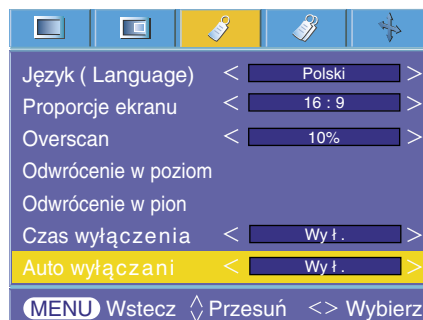 Język ( Language) < Polski >
Proporcje ekranu < 16 : 9 >
Overscan < 10% >
Odwrócenie w poziom
Odwrócenie w pion
Czas wyłączenia < Wył. >
Auto wyłączani < Wył. >
MENU Wstecz Przesuń <> Wybierz